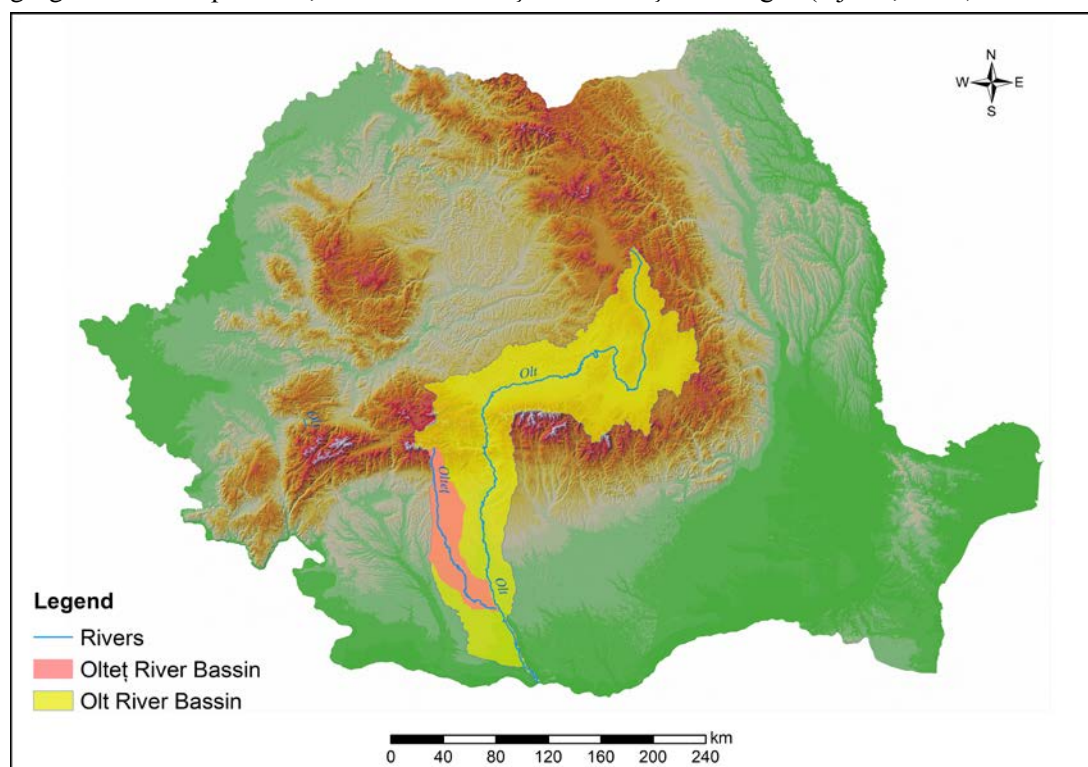 N
W E
S
Olt
Olt
Olteț
Olt
Legend
Rivers
Olteț River Bassin
Olt River Bassin
km
0 40 80 120 160 200 240